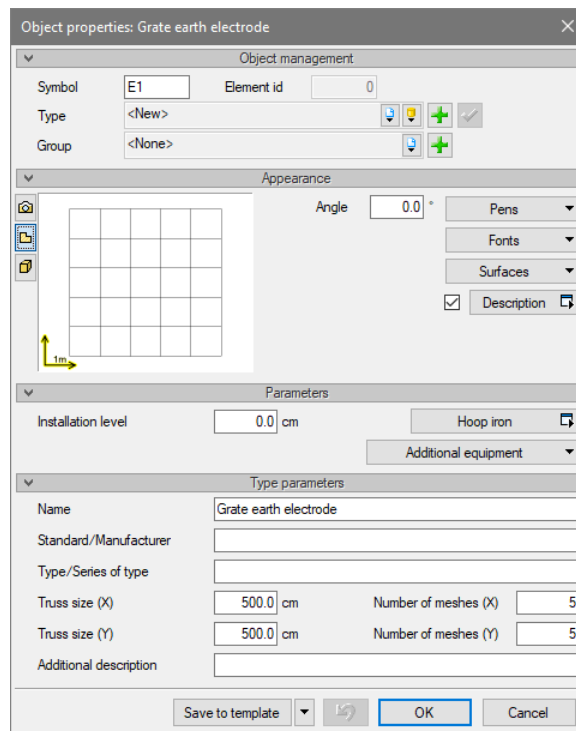 Object properties: Grate earth electrode
Object management
Symbol E1 Element id 0
Type <New>
Group <None>
Appearance
Angle 0.0 ° Pens
Fonts
Surfaces
Description
1m
Parameters
Installation level 0.0 cm Hoop iron
Additional equipment
Type parameters
Name Grate earth electrode
Standard/Manufacturer
Type/Series of type
Truss size (X) 500.0 cm Number of meshes (X) 5
Truss size (Y) 500.0 cm Number of meshes (Y) 5
Additional description
Save to template OK Cancel